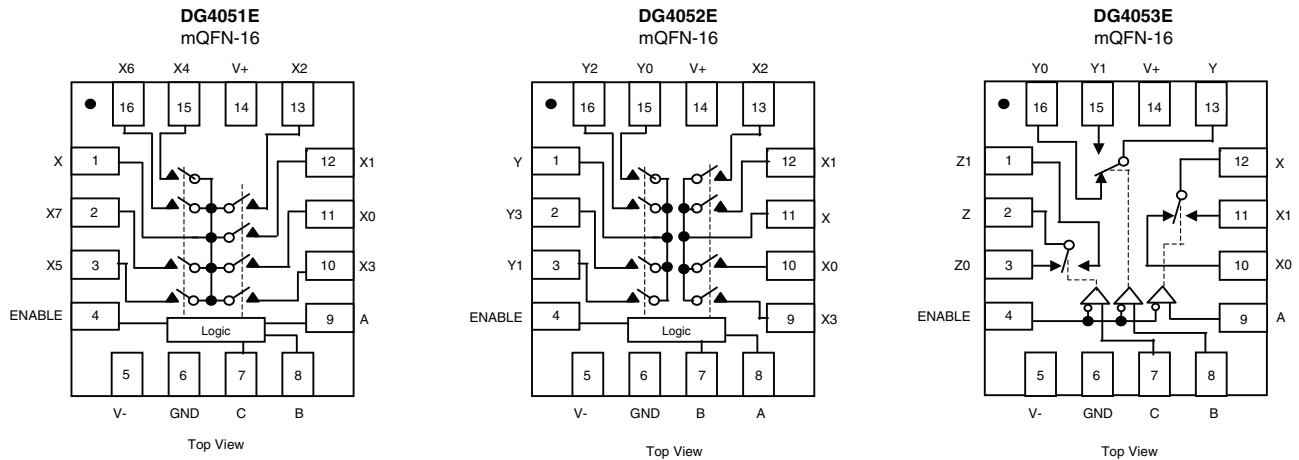 DG4051E
mQFN-16
X6 X4 V+ X2
16 15 14 13
X 1 12 X1
X7 2 11 X0
X5 3 10 X3
ENABLE 4 9 A
Logic
5 6 7 8
V- GND C B
Top View
DG4052E
mQFN-16
Y2 Y0 V+ X2
16 15 14 13
Y 1 12 X1
Y3 2 11 X
Y1 3 10 X0
ENABLE 4 9 X3
Logic
5 6 7 8
V- GND B A
Top View
DG4053E
mQFN-16
Y0 Y1 V+ Y
16 15 14 13
Z1 1 12 X
Z 2 11 X1
Z0 3 10 X0
ENABLE 4 9 A
5 6 7 8
V- GND C B
Top View